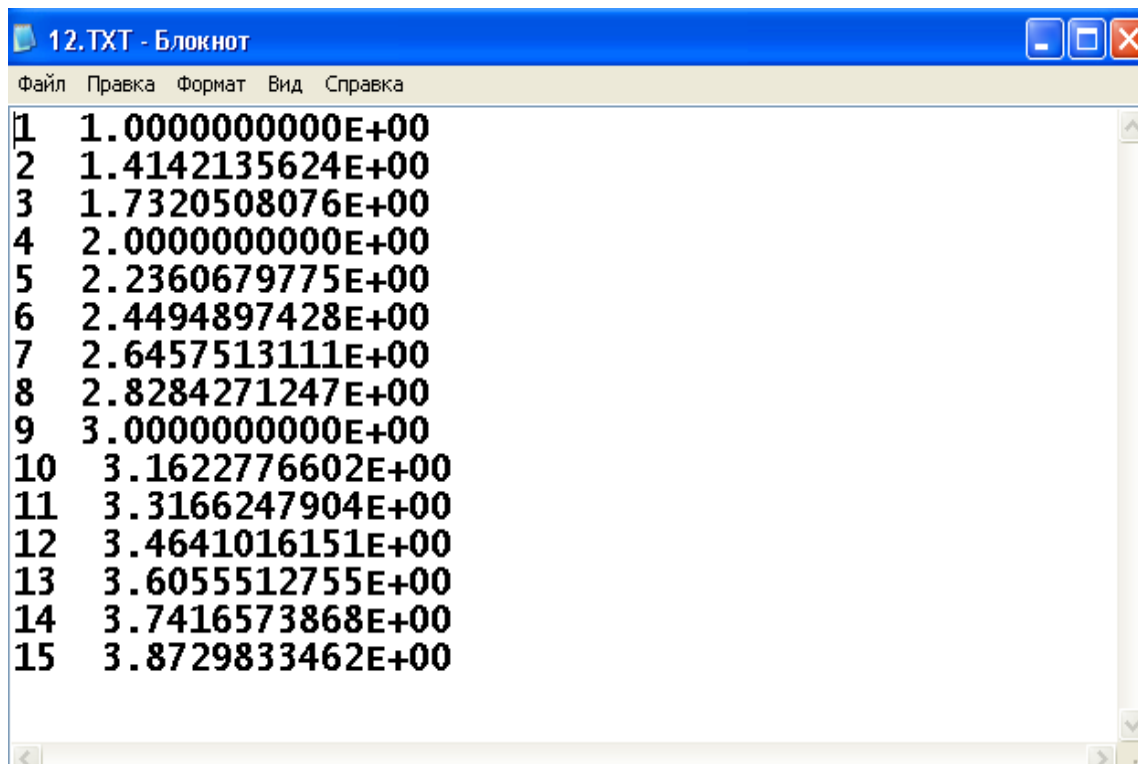 12.TXT - Блокнот
Файл Правка Формат Вид Справка
1 1.0000000000E+00
2 1.4142135624E+00
3 1.7320508076E+00
4 2.0000000000E+00
5 2.2360679775E+00
6 2.4494897428E+00
7 2.6457513111E+00
8 2.8284271247E+00
9 3.0000000000E+00
10 3.1622776602E+00
11 3.3166247904E+00
12 3.4641016151E+00
13 3.6055512755E+00
14 3.7416573868E+00
15 3.8729833462E+00